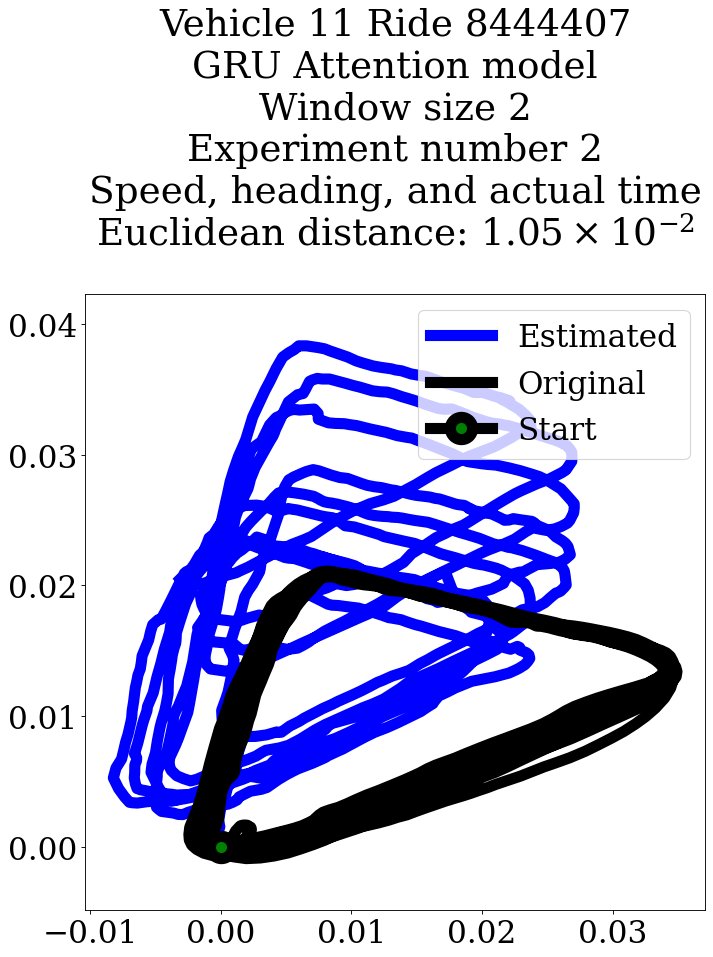 Vehicle 11 Ride 8444407
GRU Attention model
Window size 2
Experiment number 2
Speed, heading, and actual time
Euclidean distance: 1.05 × 10⁻²
0.04
Estimated
Original
Start
0.03
0.02
0.01
0.00
−0.01 0.00 0.01 0.02 0.03